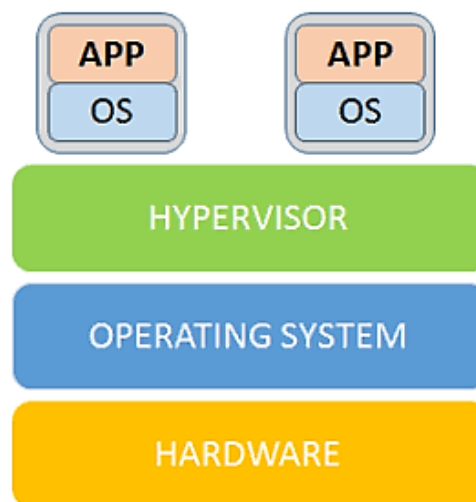 APP APP
OS OS
HYPERVISOR
OPERATING SYSTEM
HARDWARE